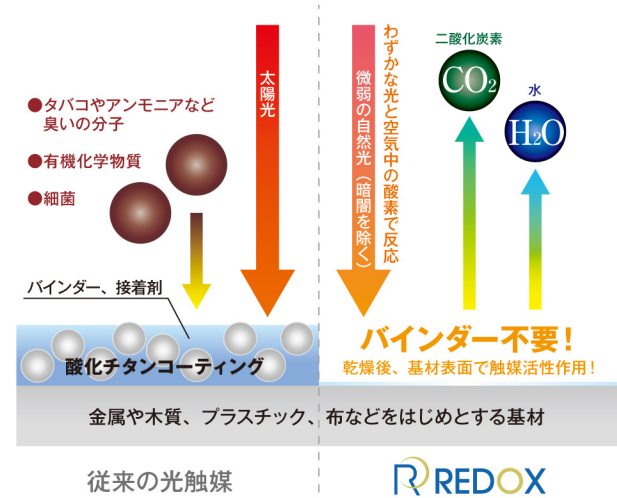 ●タバコやアンモニアなど
臭いの分子
●有機化学物質
●細菌
太陽光
バインダー、接着剤
酸化チタンコーティング
微弱の自然光（暗闇を除く）
わずかな光と空気中の酸素で反応
二酸化炭素
CO2
水
H2O
バインダー不要！
乾燥後、基材表面で触媒活性作用！
金属や木質、プラスチック、布などをはじめとする基材
従来の光触媒
REDOX